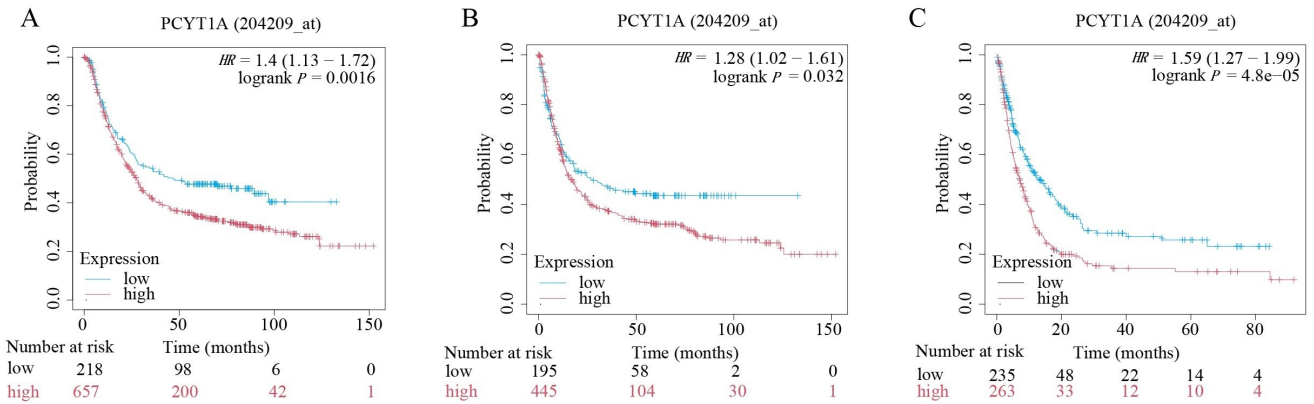 A
PCYT1A (204209_at)
HR = 1.4 (1.13 − 1.72)
logrank P = 0.0016
Probability
1.0
0.8
0.6
0.4
0.2
0.0
Expression
low
high
0 50 100 150
Number at risk Time (months)
low 218 98 6 0
high 657 200 42 1
B
PCYT1A (204209_at)
HR = 1.28 (1.02 − 1.61)
logrank P = 0.032
Probability
1.0
0.8
0.6
0.4
0.2
0.0
Expression
low
high
0 50 100 150
Number at risk Time (months)
low 195 58 2 0
high 445 104 30 1
C
PCYT1A (204209_at)
HR = 1.59 (1.27 − 1.99)
logrank P = 4.8e−05
Probability
1.0
0.8
0.6
0.4
0.2
0.0
Expression
low
high
0 20 40 60 80
Number at risk Time (months)
low 235 48 22 14 4
high 263 33 12 10 4